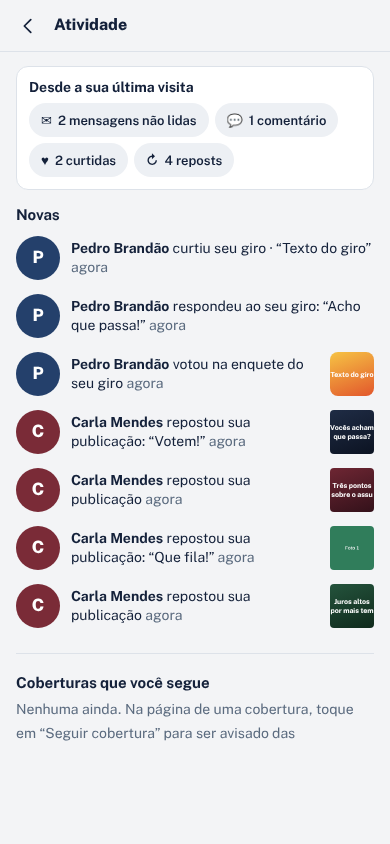 Atividade
Desde a sua última visita
✉ 2 mensagens não lidas
💬 1 comentário
♥ 2 curtidas
↻ 4 reposts
Novas
P
Pedro Brandão curtiu seu giro · “Texto do giro”
agora
P
Pedro Brandão respondeu ao seu giro: “Acho
que passa!” agora
P
Pedro Brandão votou na enquete do
seu giro agora
Texto do giro
C
Carla Mendes repostou sua
publicação: “Votem!” agora
Vocês acham
que passa?
C
Carla Mendes repostou sua
publicação agora
Três pontos
sobre o assu
C
Carla Mendes repostou sua
publicação: “Que fila!” agora
Foto 1
C
Carla Mendes repostou sua
publicação agora
Juros altos
por mais tem
Coberturas que você segue
Nenhuma ainda. Na página de uma cobertura, toque
em “Seguir cobertura” para ser avisado das